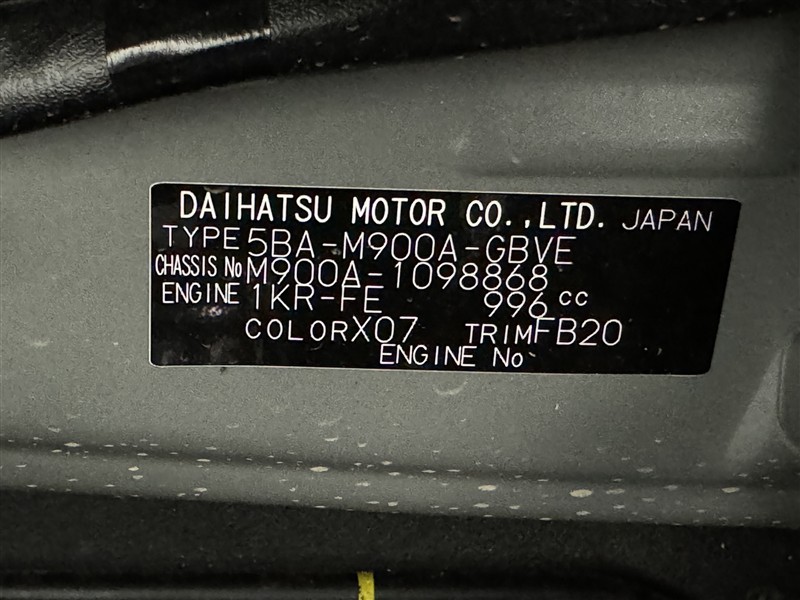 DAIHATSU MOTOR CO.,LTD. JAPAN
TYPE 5BA-M900A-GBVE
CHASSIS No M900A-1098868
ENGINE 1KR-FE 996 cc
COLOR X07 TRIM FB20
ENGINE No